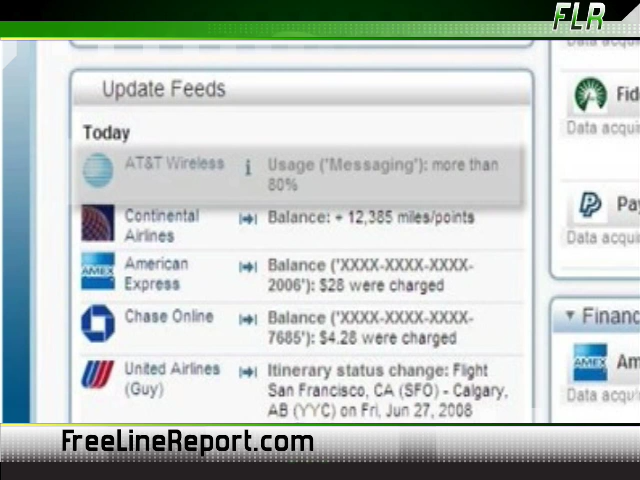 FLR
Update Feeds
Today
AT&T Wireless
Usage ('Messaging'): more than
80%
Continental
Airlines
Balance: + 12,385 miles/points
AMEX
American
Express
Balance ('XXXX-XXXX-XXXX-
2006'): $28 were charged
Chase Online
Balance ('XXXX-XXXX-XXXX-
7685'): $4.28 were charged
United Airlines
(Guy)
Itinerary status change: Flight
San Francisco, CA (SFO) - Calgary,
AB (YYC) on Fri, Jun 27, 2008
Data acqui
Fid
Data acqui
Pay
Data acqui
Financ
AMEX
Am
Data acqui
FreeLineReport.com